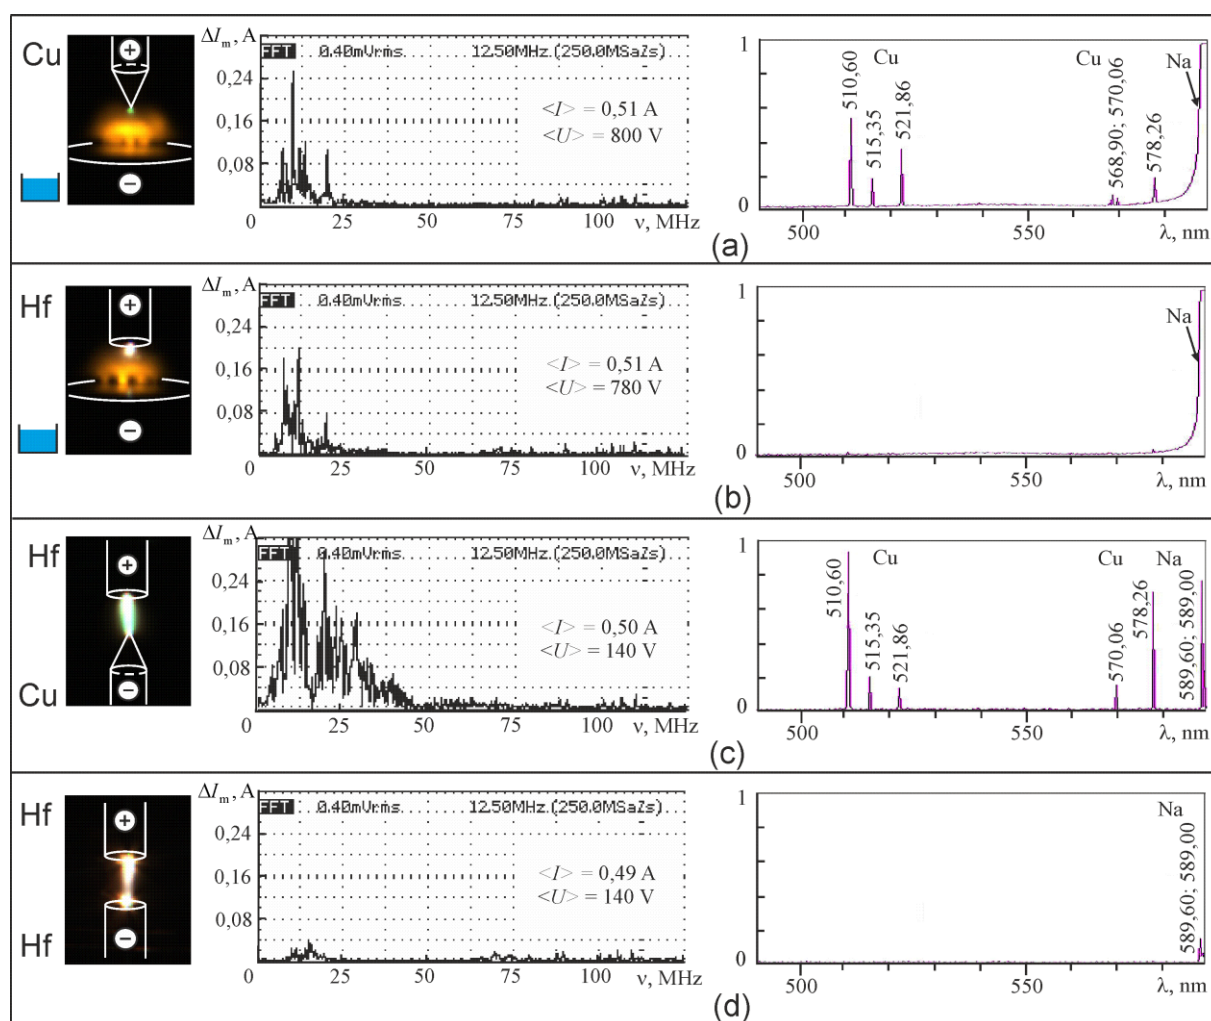 Cu
+
−
ΔIm, A
FFT 0.40mVrms 12.50MHz (250.0MSa/s)
0,24
0,16
0,08
<I> = 0,51 A
<U> = 800 V
0 25 50 75 100
ν, MHz
1
0
510,60
Cu
515,35
521,86
Cu
568,90; 570,06
578,26
Na
500 550 λ, nm
(a)
Hf
+
−
ΔIm, A
FFT 0.40mVrms 12.50MHz (250.0MSa/s)
0,24
0,16
0,08
<I> = 0,51 A
<U> = 780 V
0 25 50 75 100
ν, MHz
1
0
Na
500 550 λ, nm
(b)
Hf
+
−
Cu
ΔIm, A
FFT 0.40mVrms 12.50MHz (250.0MSa/s)
0,24
0,16
0,08
<I> = 0,50 A
<U> = 140 V
0 25 50 75 100
ν, MHz
1
0
510,60
Cu
515,35
521,86
Cu
570,06
578,26
Na
589,60; 589,00
500 550 λ, nm
(c)
Hf
+
−
Hf
ΔIm, A
FFT 0.40mVrms 12.50MHz (250.0MSa/s)
0,24
0,16
0,08
<I> = 0,49 A
<U> = 140 V
0 25 50 75 100
ν, MHz
1
0
Na
589,60; 589,00
500 550 λ, nm
(d)